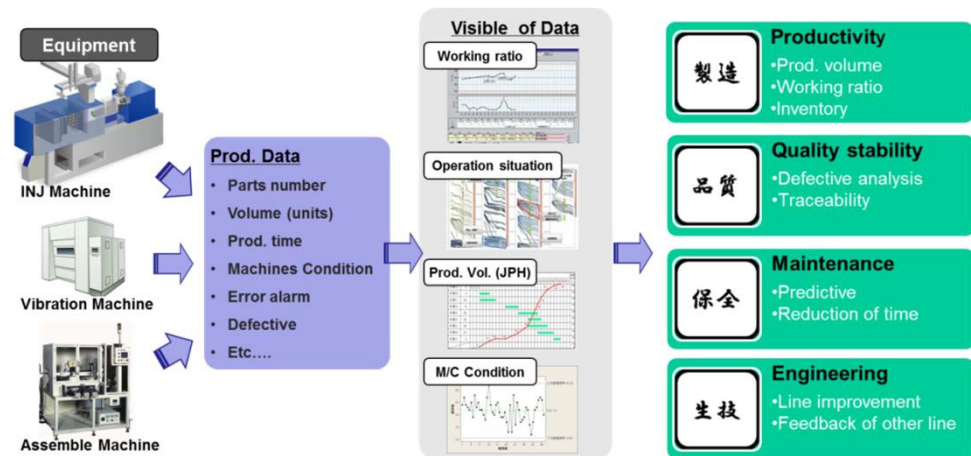 Equipment
INJ Machine
Vibration Machine
Assemble Machine
Prod. Data
• Parts number
• Volume (units)
• Prod. time
• Machines Condition
• Error alarm
• Defective
• Etc....
Visible of Data
Working ratio
Operation situation
Prod. Vol. (JPH)
M/C Condition
製造
Productivity
•Prod. volume
•Working ratio
•Inventory
品質
Quality stability
•Defective analysis
•Traceability
保全
Maintenance
•Predictive
•Reduction of time
生技
Engineering
•Line improvement
•Feedback of other line